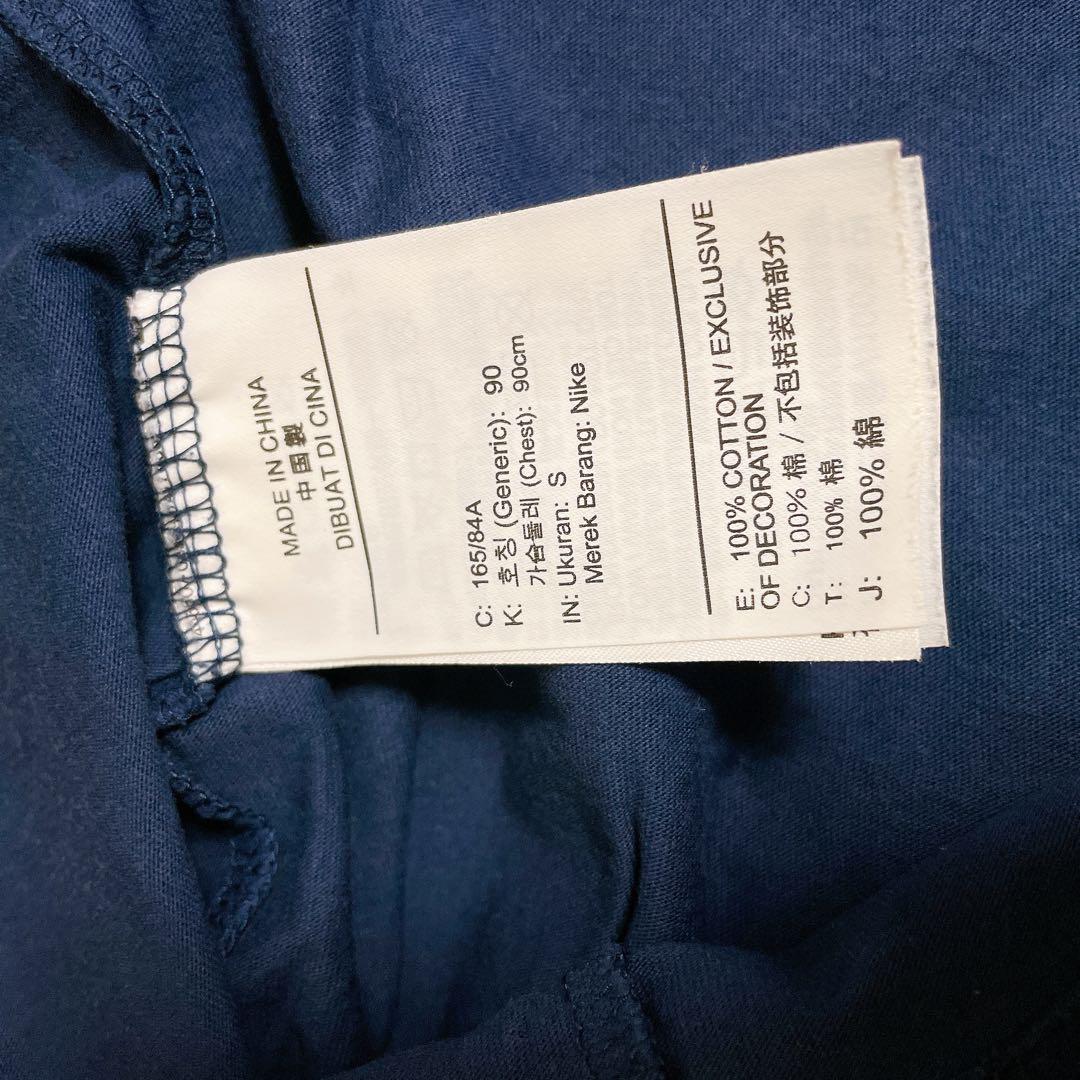 MADE IN CHINA
中国製
DIBUAT DI CINA
C: 165/84A
K: 호칭 (Generic): 90
가슴둘레 (Chest): 90cm
IN: Ukuran: S
Merek Barang: Nike
E: 100% COTTON / EXCLUSIVE
OF DECORATION
C: 100% 棉 / 不包括装饰部分
T: 100% 棉
J: 100% 綿